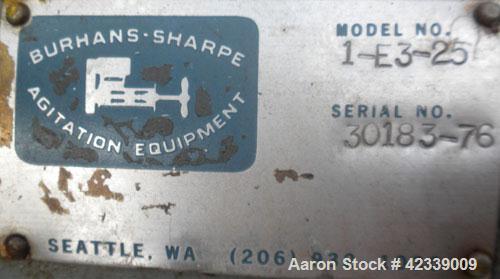 BURHANS-SHARPE
AGITATION EQUIPMENT
MODEL NO.
1-E3-25
SERIAL NO.
30183-76
SEATTLE, WA (206)
Aaron Stock # 42339009